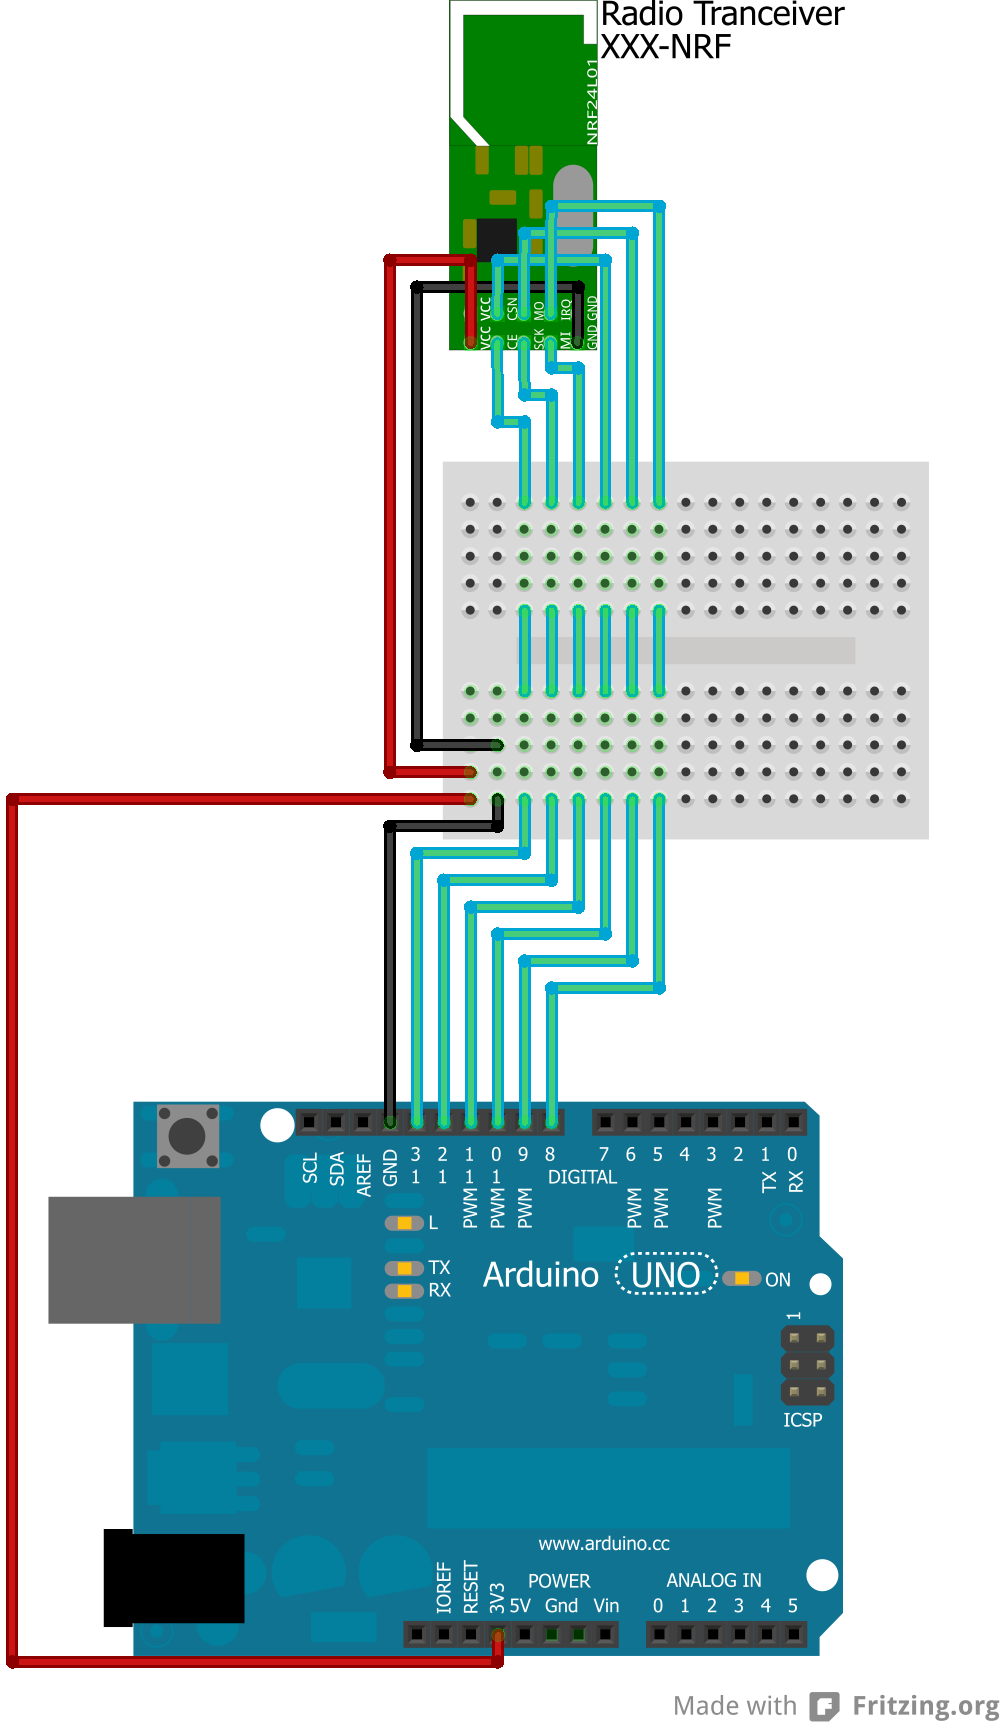 Radio Tranceiver
XXX-NRF
NRF24L01
VCC CSN MO IRQ GND
VCC CE SCK MI GND
SCL SDA AREF GND 13 12 11 10 9 8 7 6 5 4 3 2 1 0
PWM PWM PWM DIGITAL PWM PWM PWM TX RX
L
TX
RX
Arduino UNO ON
1
ICSP
www.arduino.cc
POWER ANALOG IN
IOREF RESET 3V3 5V Gnd Vin 0 1 2 3 4 5
Made with Fritzing.org